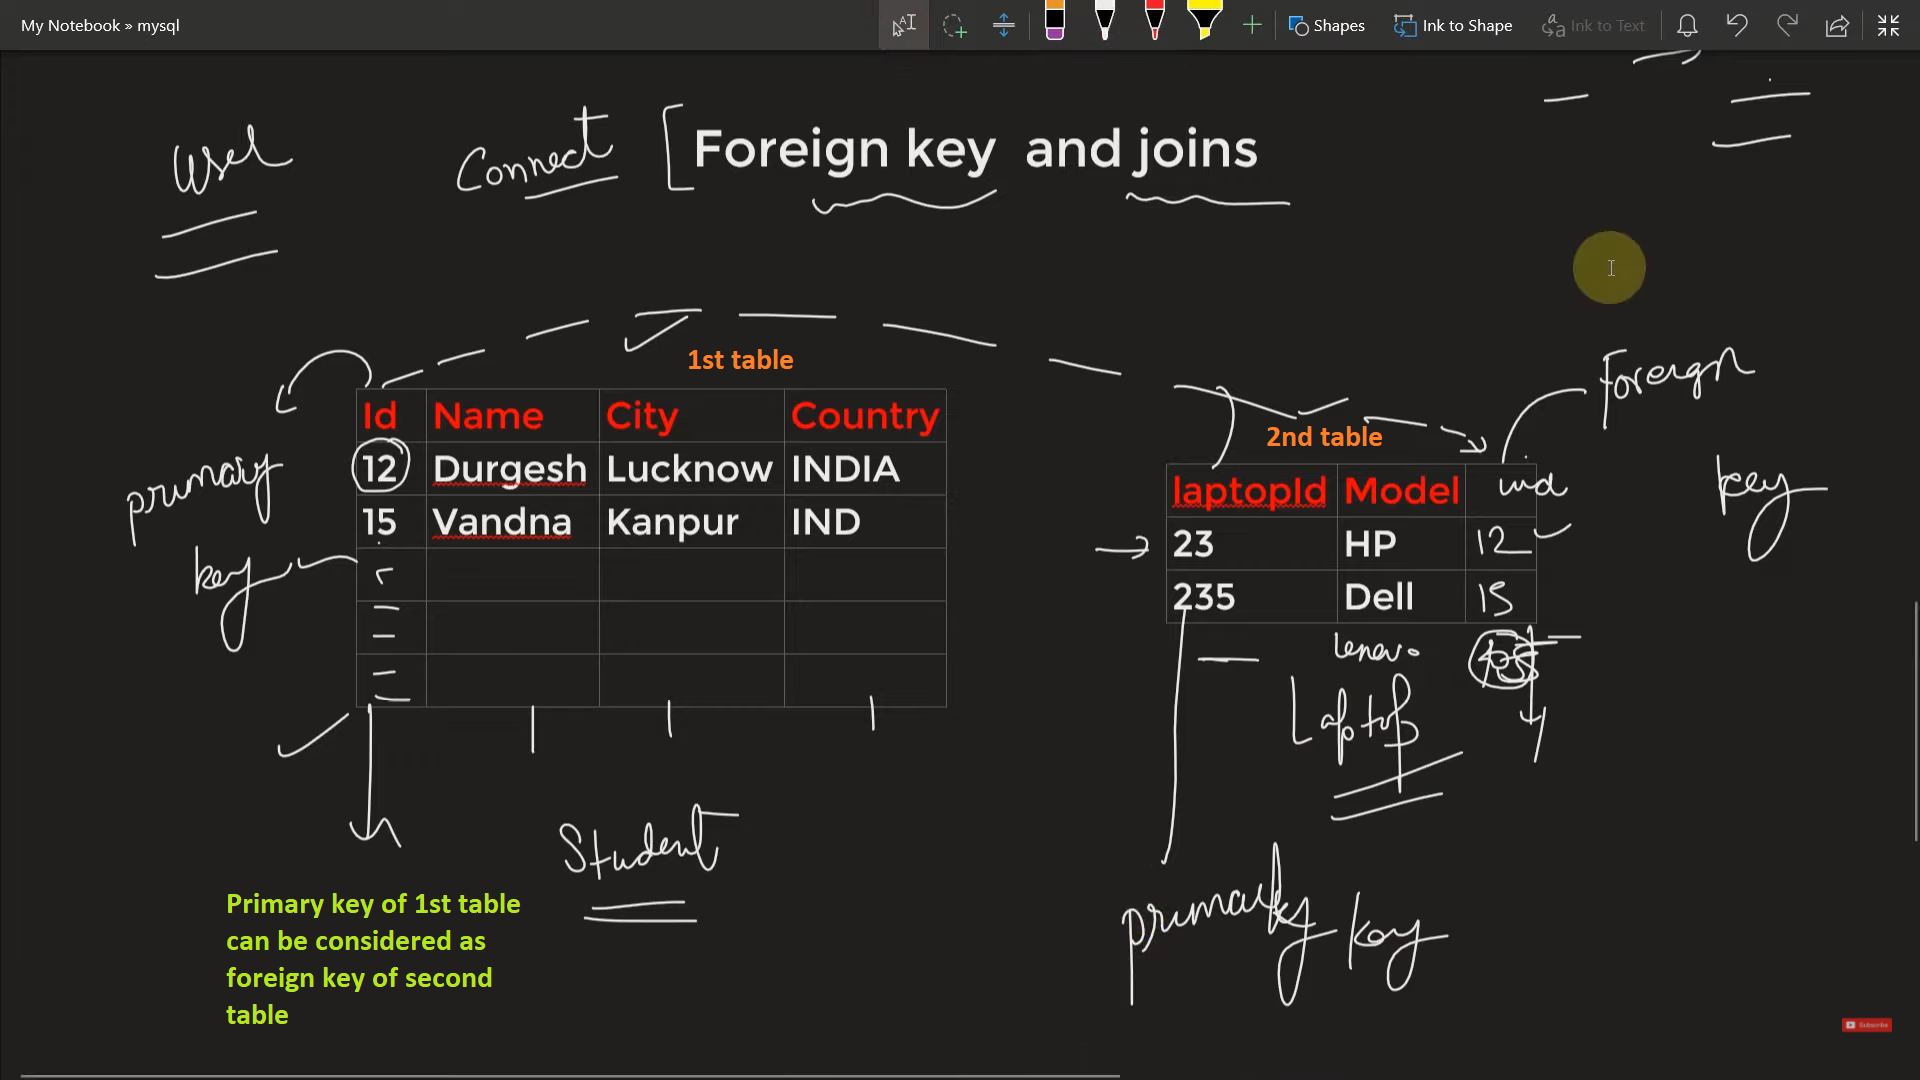 My Notebook » mysql
Shapes
Ink to Shape
Ink to Text
User
Connect
[Foreign key and joins
1st table
Id Name City Country
12 Durgesh Lucknow INDIA
15 Vandna Kanpur IND
primary
key
Foreign
key
2nd table
laptopId Model
23 HP 12
235 Dell 15
Lenovo
Laptop
Student
primary key
Primary key of 1st table
can be considered as
foreign key of second
table
Subscribe